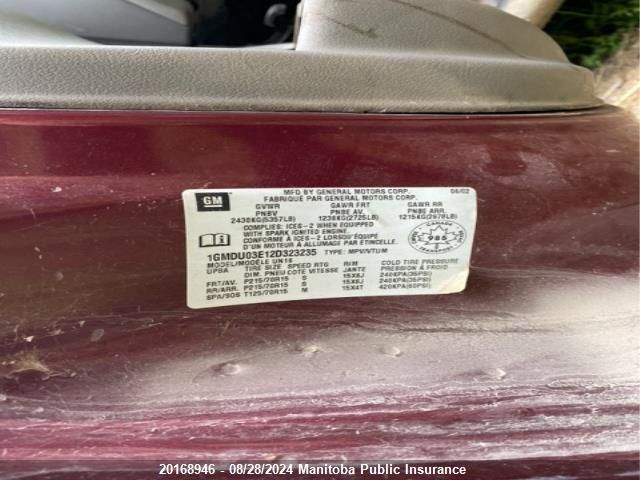 GM
MFD BY GENERAL MOTORS CORP. 06/02
FABRIQUÉ PAR GENERAL MOTORS CORP.
GVWR GAWR FRT GAWR RR
PNBV PNBE AV. PNBE ARR.
2430KG(5357LB) 1236KG(2725LB) 1215KG(2678LB)
COMPLIES: ICES-2 WHEN EQUIPPED
WITH SPARK IGNITED ENGINE.
CONFORME À ICES-2 LORSQU'ÉQUIPÉ
D'UN MOTEUR À ALLUMAGE PAR ÉTINCELLE.
CANADA
985
1GMDU03E12D323235 TYPE: MPV/VTUM
MODEL/MODÈLE UN16
UPBA TIRE SIZE SPEED RTG RIM COLD TIRE PRESSURE
DIM. PNEU COTE VITESSE JANTE PRESSION À FROID
FRT/AV. P215/70R15 S 15X6J 240KPA(35PSI)
RR/ARR. P215/70R15 S 15X6J 240KPA(35PSI)
SPA/SOS T125/70R15 M 15X4T 420KPA(60PSI)
20168946 - 08/28/2024 Manitoba Public Insurance